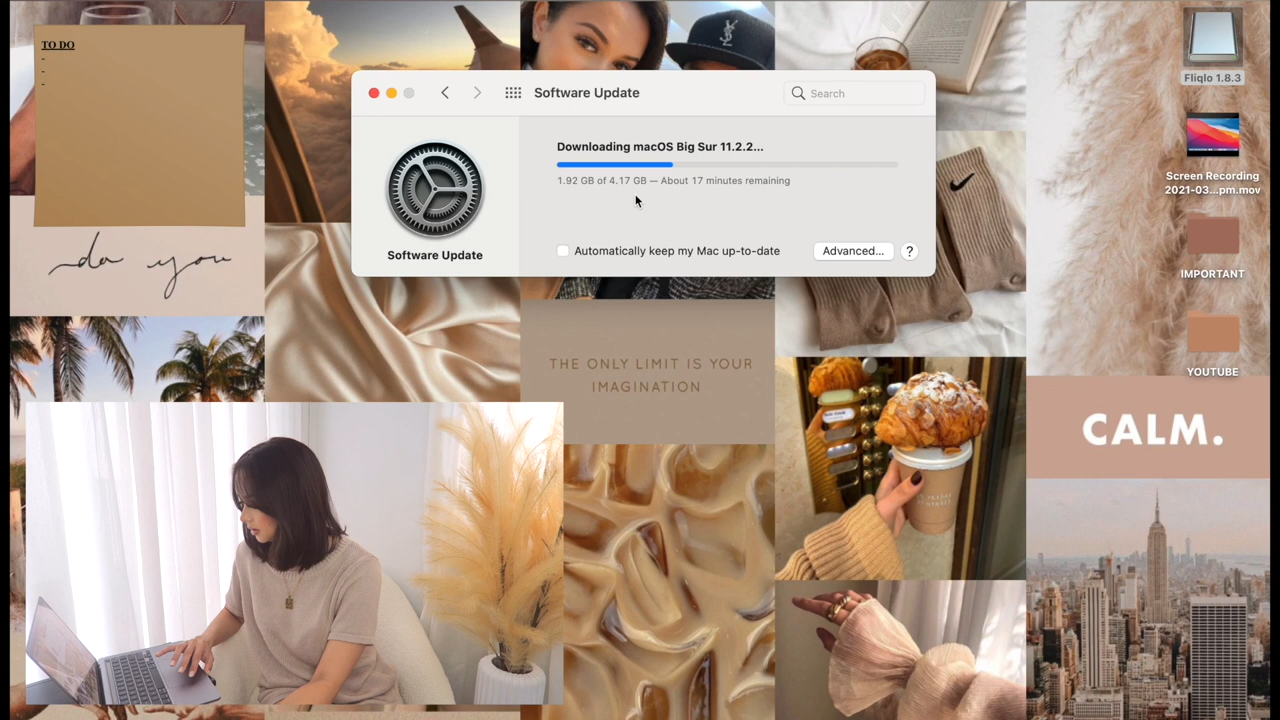 TO DO
-
-
-
Software Update
Search
Downloading macOS Big Sur 11.2.2...
1.92 GB of 4.17 GB — About 17 minutes remaining
Automatically keep my Mac up-to-date
Advanced...
?
Software Update
Fliqlo 1.8.3
Screen Recording
2021-03...pm.mov
IMPORTANT
YOUTUBE
do you
THE ONLY LIMIT IS YOUR
IMAGINATION
CALM.